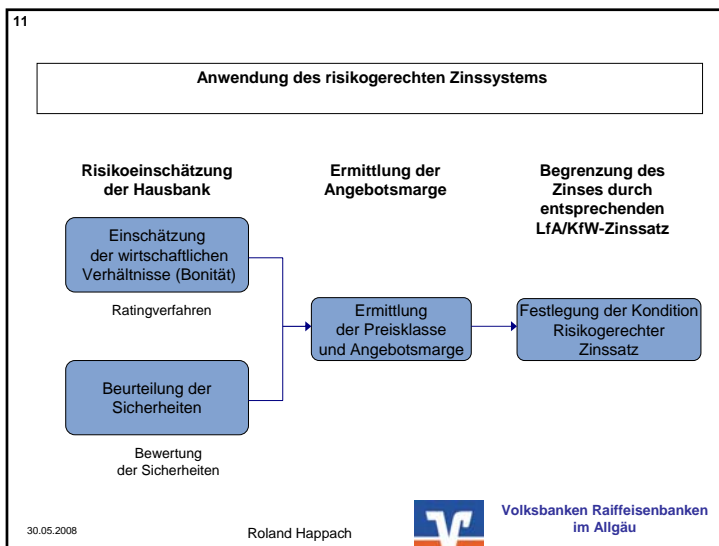 11
Anwendung des risikogerechten Zinssystems
Risikoeinschätzung
der Hausbank
Ermittlung der
Angebotsmarge
Begrenzung des
Zinses durch
entsprechenden
LfA/KfW-Zinssatz
Einschätzung
der wirtschaftlichen
Verhältnisse (Bonität)
Ratingverfahren
Ermittlung
der Preisklasse
und Angebotsmarge
Festlegung der Kondition
Risikogerechter
Zinssatz
Beurteilung der
Sicherheiten
Bewertung
der Sicherheiten
30.05.2008
Roland Happach
Volksbanken Raiffeisenbanken
im Allgäu